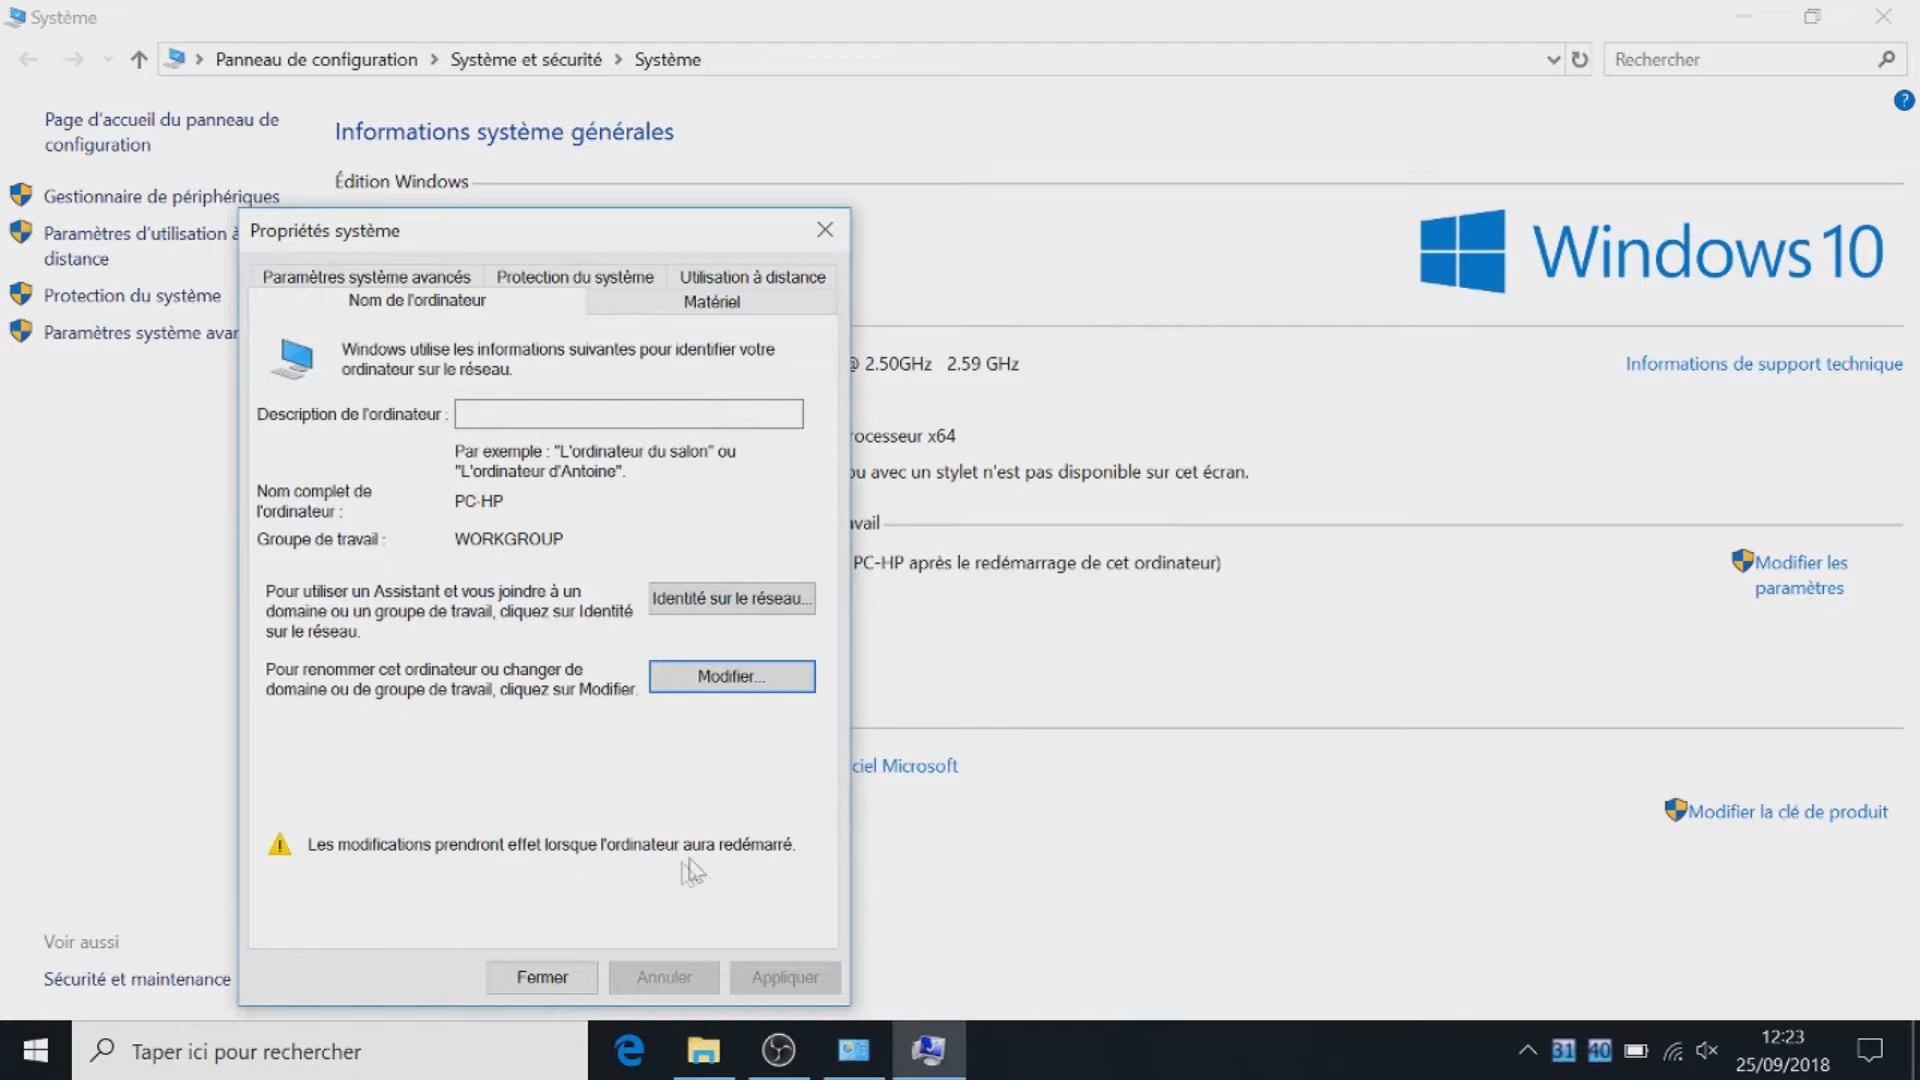 Système
Panneau de configuration > Système et sécurité > Système
Rechercher
?
Page d'accueil du panneau de
configuration
Gestionnaire de périphériques
Paramètres d'utilisation à
distance
Protection du système
Paramètres système avan
Informations système générales
Édition Windows
Windows 10
@ 2.50GHz 2.59 GHz
Informations de support technique
rocesseur x64
ou avec un stylet n'est pas disponible sur cet écran.
avail
PC-HP après le redémarrage de cet ordinateur)
Modifier les
paramètres
ciel Microsoft
Modifier la clé de produit
Propriétés système
Paramètres système avancés
Protection du système
Utilisation à distance
Nom de l'ordinateur
Matériel
Windows utilise les informations suivantes pour identifier votre
ordinateur sur le réseau.
Description de l'ordinateur :
Par exemple : "L'ordinateur du salon" ou
"L'ordinateur d'Antoine".
Nom complet de
l'ordinateur :
PC-HP
Groupe de travail :
WORKGROUP
Pour utiliser un Assistant et vous joindre à un
domaine ou un groupe de travail, cliquez sur Identité
sur le réseau.
Identité sur le réseau...
Pour renommer cet ordinateur ou changer de
domaine ou de groupe de travail, cliquez sur Modifier.
Modifier...
Les modifications prendront effet lorsque l'ordinateur aura redémarré.
Fermer
Annuler
Appliquer
Voir aussi
Sécurité et maintenance
Taper ici pour rechercher
31
40
12:23
25/09/2018